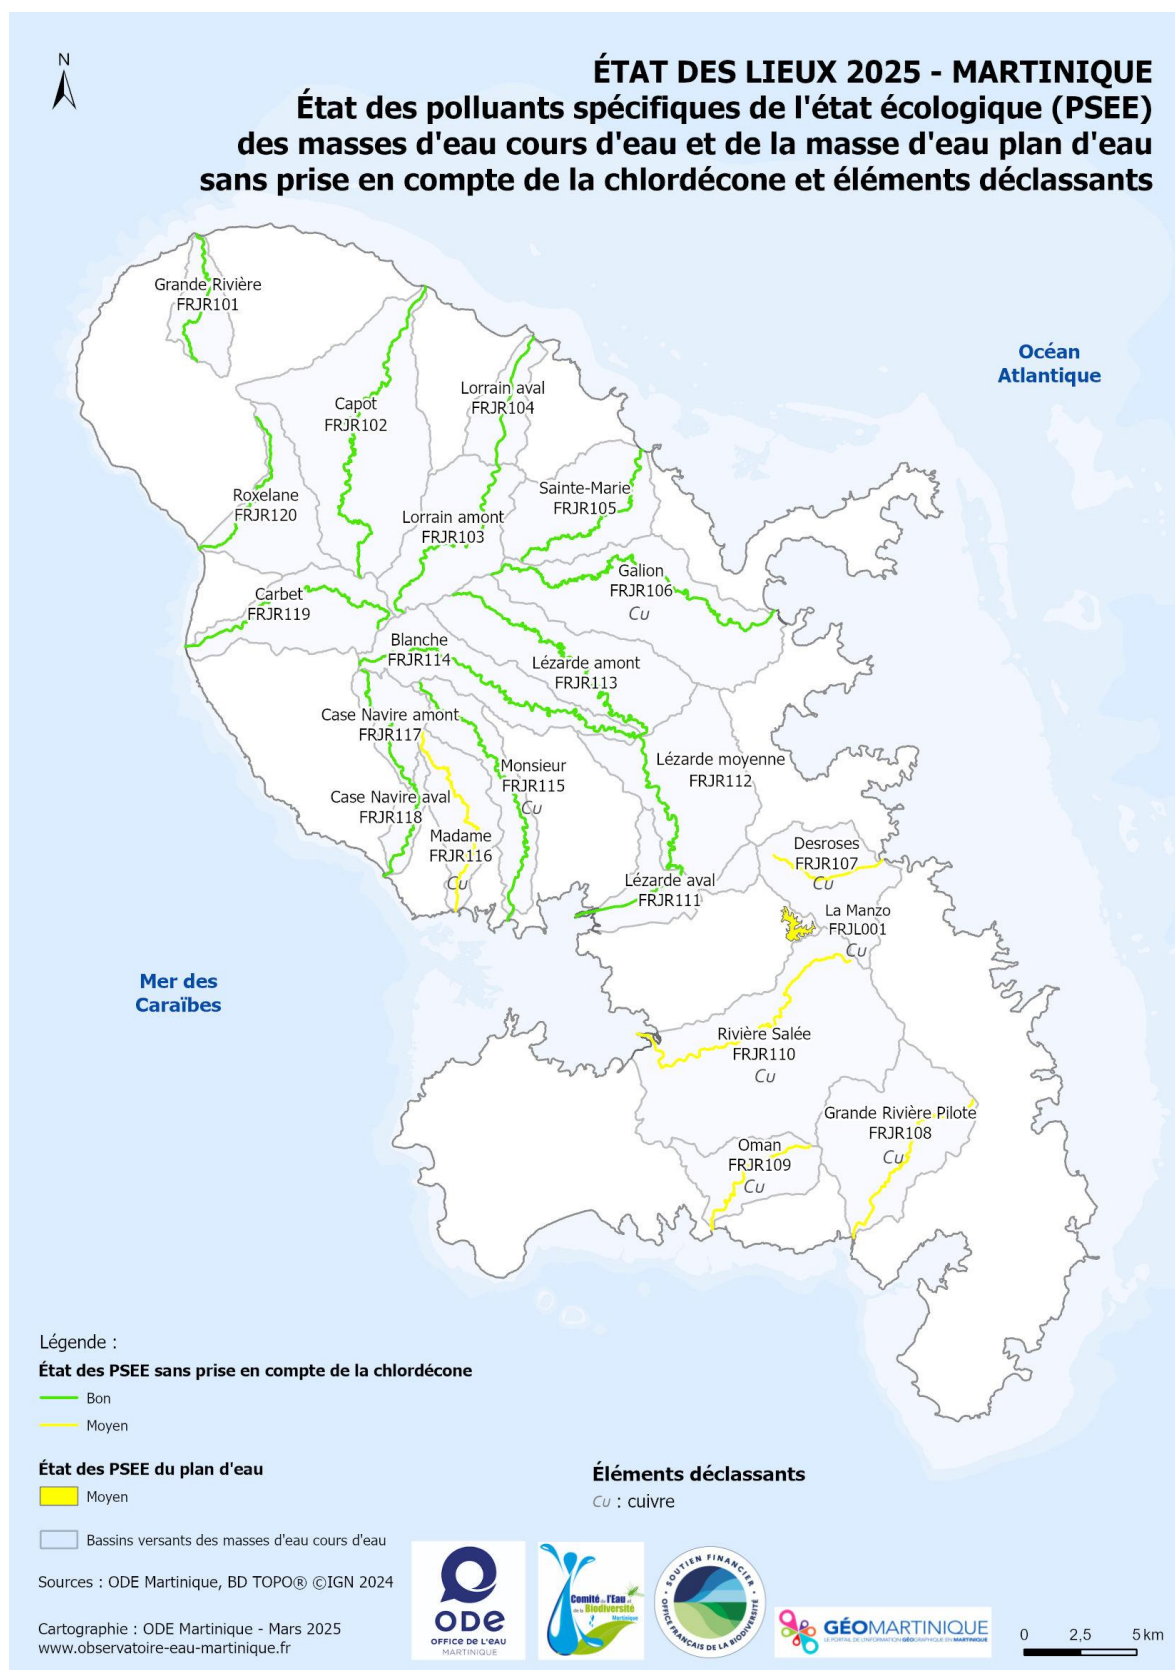 N
ÉTAT DES LIEUX 2025 - MARTINIQUE
État des polluants spécifiques de l'état écologique (PSEE)
des masses d'eau cours d'eau et de la masse d'eau plan d'eau
sans prise en compte de la chlordécone et éléments déclassants
Grande Rivière
FRJR101
Océan
Atlantique
Capot
FRJR102
Lorrain aval
FRJR104
Roxelane
FRJR120
Sainte-Marie
FRJR105
Lorrain amont
FRJR103
Galion
FRJR106
Cu
Carbet
FRJR119
Blanche
FRJR114
Lézarde amont
FRJR113
Case Navire amont
FRJR117
Monsieur
FRJR115
Cu
Lézarde moyenne
FRJR112
Case Navire aval
FRJR118
Madame
FRJR116
Cu
Desroses
FRJR107
Cu
Lézarde aval
FRJR111
La Manzo
FRJL001
Cu
Mer des
Caraïbes
Rivière Salée
FRJR110
Cu
Grande Rivière Pilote
FRJR108
Cu
Oman
FRJR109
Cu
Légende :
État des PSEE sans prise en compte de la chlordécone
Bon
Moyen
État des PSEE du plan d'eau
Moyen
Bassins versants des masses d'eau cours d'eau
Éléments déclassants
Cu : cuivre
Sources : ODE Martinique, BD TOPO® ©IGN 2024
Cartographie : ODE Martinique - Mars 2025
www.observatoire-eau-martinique.fr
ODE
OFFICE DE L'EAU
MARTINIQUE
Comité de l'Eau et
de la Biodiversité
Martinique
SOUTIEN FINANCIER
OFFICE FRANÇAIS DE LA BIODIVERSITÉ
GÉOMARTINIQUE
LE PORTAIL DE L'INFORMATION GÉOGRAPHIQUE EN MARTINIQUE
0 2,5 5 km